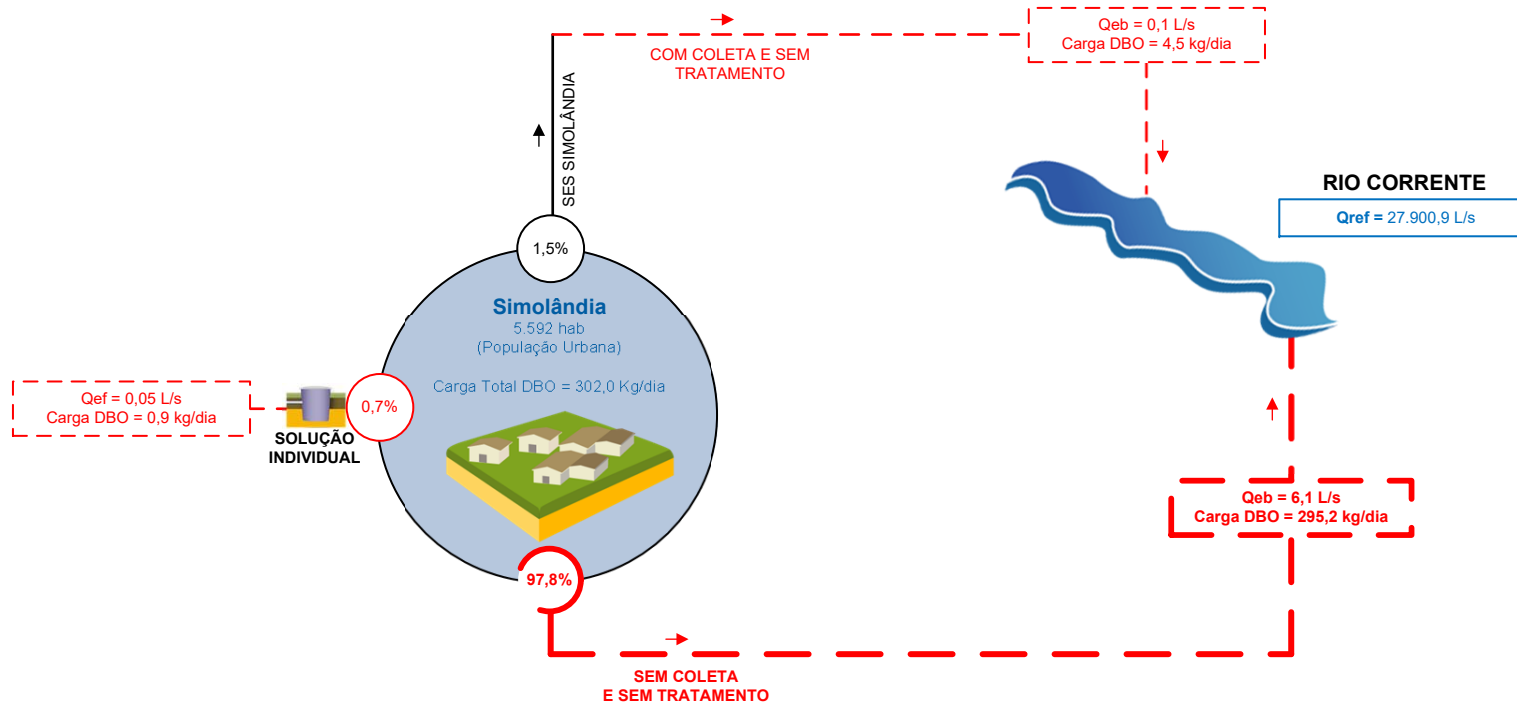 Qeb = 0,1 L/s
Carga DBO = 4,5 kg/dia
COM COLETA E SEM
TRATAMENTO
SES SIMOLÂNDIA
RIO CORRENTE
Qref = 27.900,9 L/s
1,5%
Simolândia
5.592 hab
(População Urbana)
Carga Total DBO = 302,0 Kg/dia
Qef = 0,05 L/s
Carga DBO = 0,9 kg/dia
0,7%
SOLUÇÃO
INDIVIDUAL
Qeb = 6,1 L/s
Carga DBO = 295,2 kg/dia
97,8%
SEM COLETA
E SEM TRATAMENTO